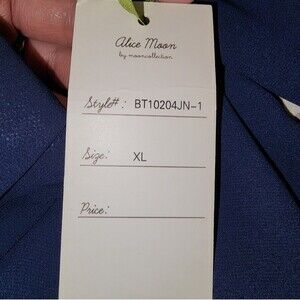 Alice Moon
by mooncollection
Style#: BT10204JN-1
Size: XL
Price: